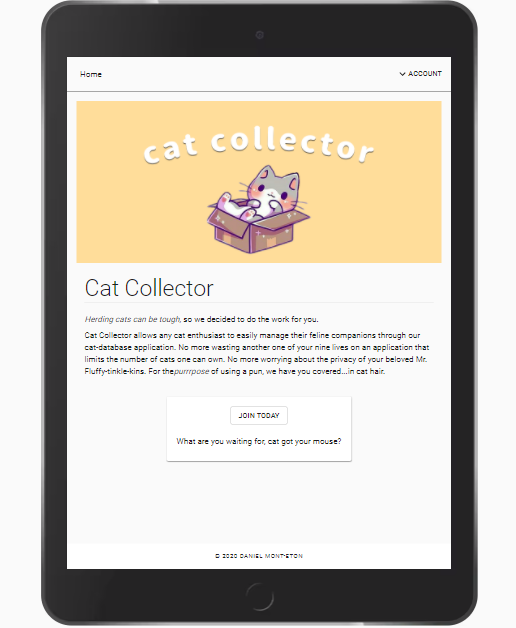 Home
ACCOUNT
cat collector
Cat Collector
Herding cats can be tough, so we decided to do the work for you.
Cat Collector allows any cat enthusiast to easily manage their feline companions through our
cat-database application. No more wasting another one of your nine lives on an application that
limits the number of cats one can own. No more worrying about the privacy of your beloved Mr.
Fluffy-tinkle-kins. For thepurrrpose of using a pun, we have you covered...in cat hair.
JOIN TODAY
What are you waiting for, cat got your mouse?
© 2020 DANIEL